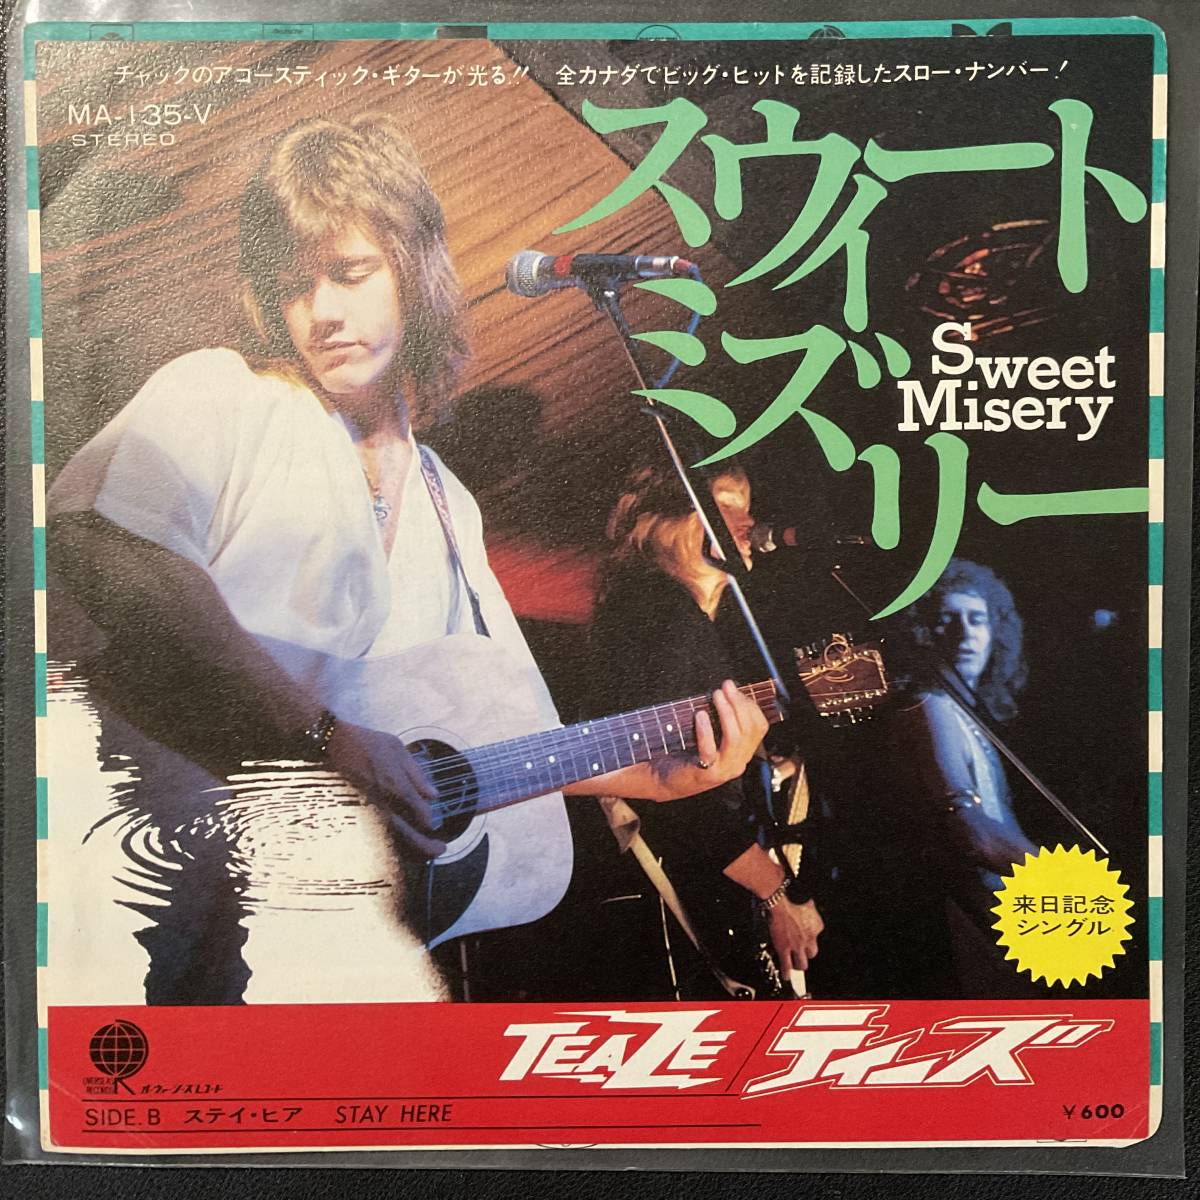 チャックのアコースティック・ギターが光る!! 全カナダでビッグ・ヒットを記録したスロー・ナンバー!
MA-135-V
STEREO
スウィート
ミズリー
Sweet
Misery
来日記念
シングル
TEAZE/ティーズ
OVERSEAS
RECORDS
オーヴァーシーズレコード
SIDE. B ステイ・ヒア STAY HERE
¥600